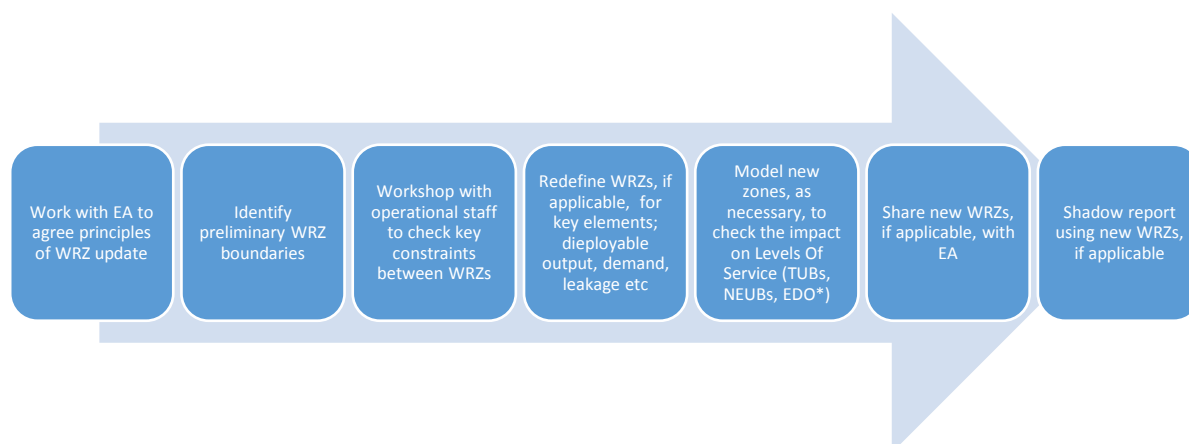 Work with EA to
agree principles
of WRZ update
Identify
preliminary WRZ
boundaries
Workshop with
operational staff
to check key
constraints
between WRZs
Redefine WRZs, if
applicable, for
key elements;
dieployable
output, demand,
leakage etc
Model new
zones, as
necessary, to
check the impact
on Levels Of
Service (TUBs,
NEUBs, EDO*)
Share new WRZs,
if applicable, with
EA
Shadow report
using new WRZs,
if applicable